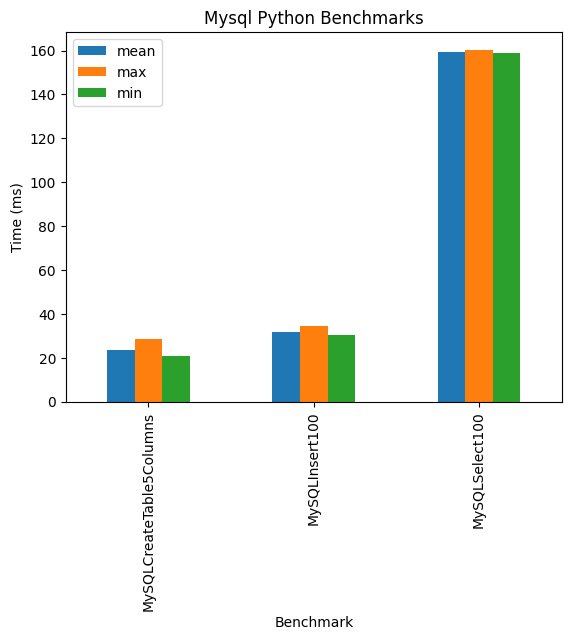 Mysql Python Benchmarks
mean
max
min
160
140
120
100
80
60
40
20
0
Time (ms)
MySQLCreateTable5Columns
MySQLInsert100
MySQLSelect100
Benchmark